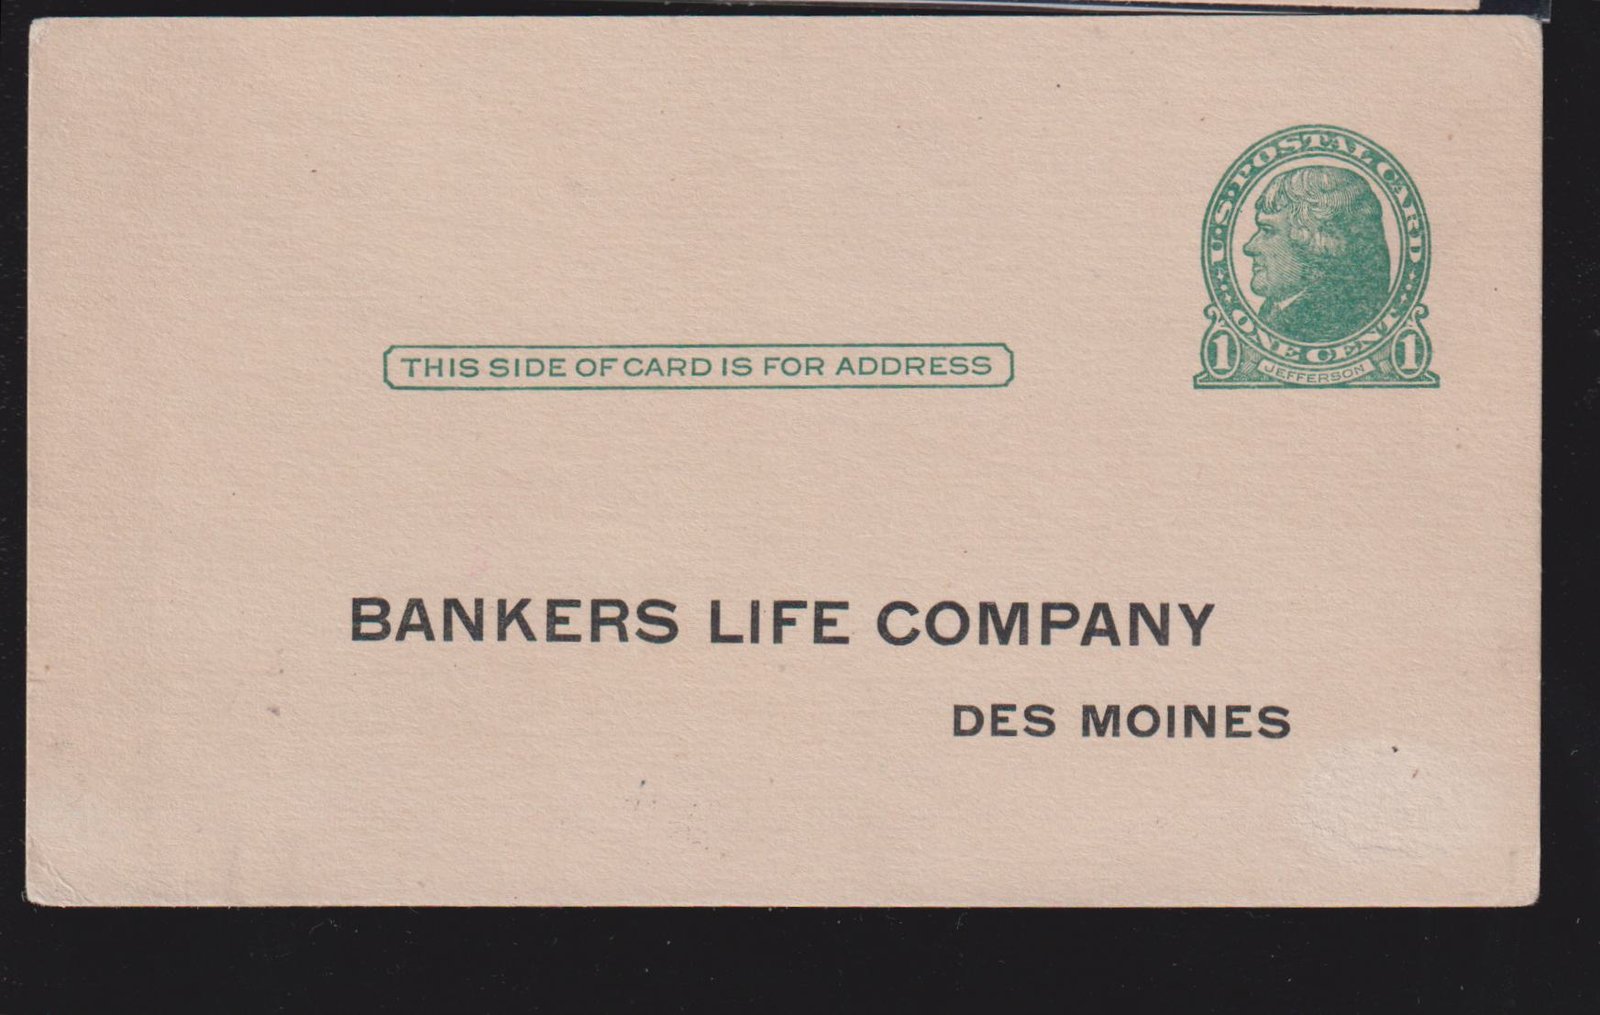 U.S. POSTAL CARD
ONE CENT
1 JEFFERSON 1
THIS SIDE OF CARD IS FOR ADDRESS
BANKERS LIFE COMPANY
DES MOINES